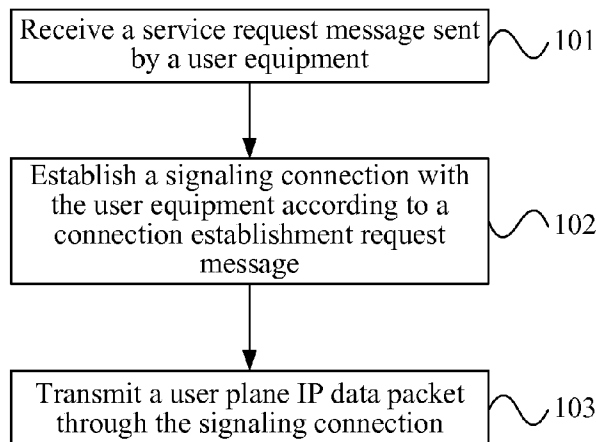 Receive a service request message sent
by a user equipment
101
Establish a signaling connection with
the user equipment according to a
connection establishment request
message
102
Transmit a user plane IP data packet
through the signaling connection
103